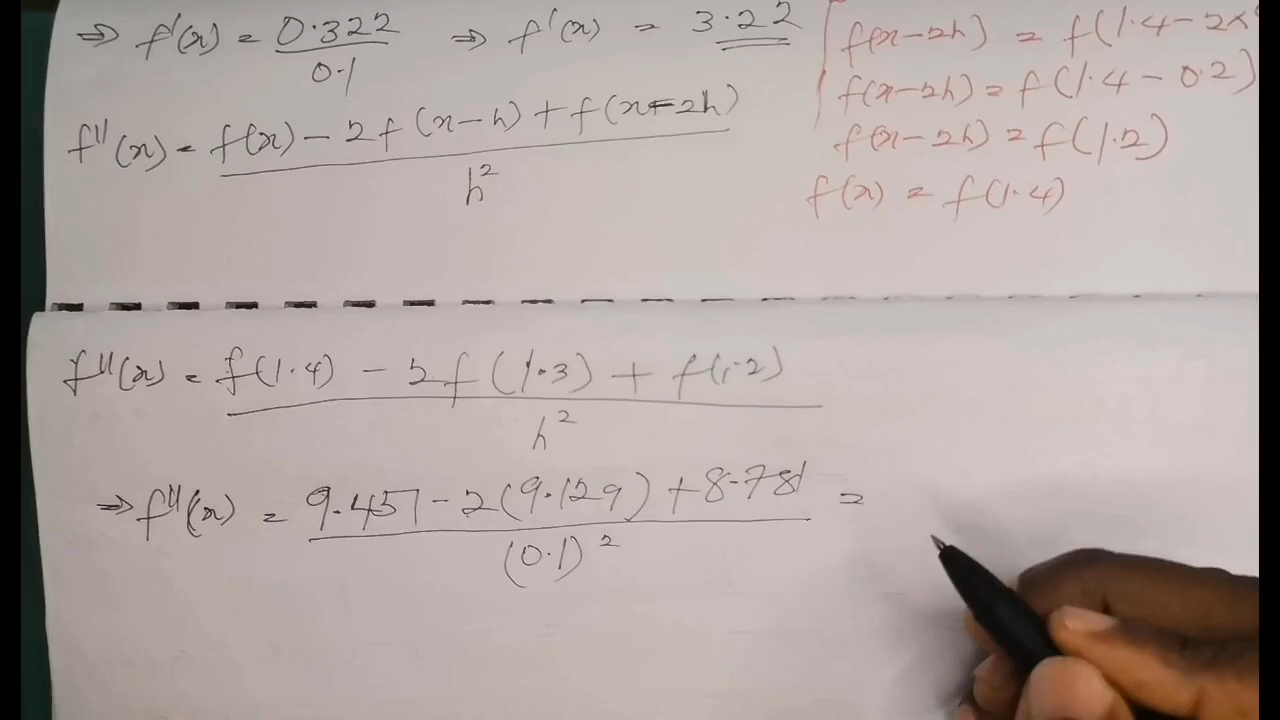 ⇒ f'(x) = 0.322 / 0.1 ⇒ f'(x) = 3.22
f''(x) = f(x) - 2f(x-h) + f(x-2h) / h²
f(x-2h) = f(1.4-2×
f(x-2h) = f(1.4-0.2)
f(x-2h) = f(1.2)
f(x) = f(1.4)
f''(x) = f(1.4) - 2f(1.3) + f(1.2) / h²
⇒ f''(x) = 9.457 - 2(9.129) + 8.781 / (0.1)² =